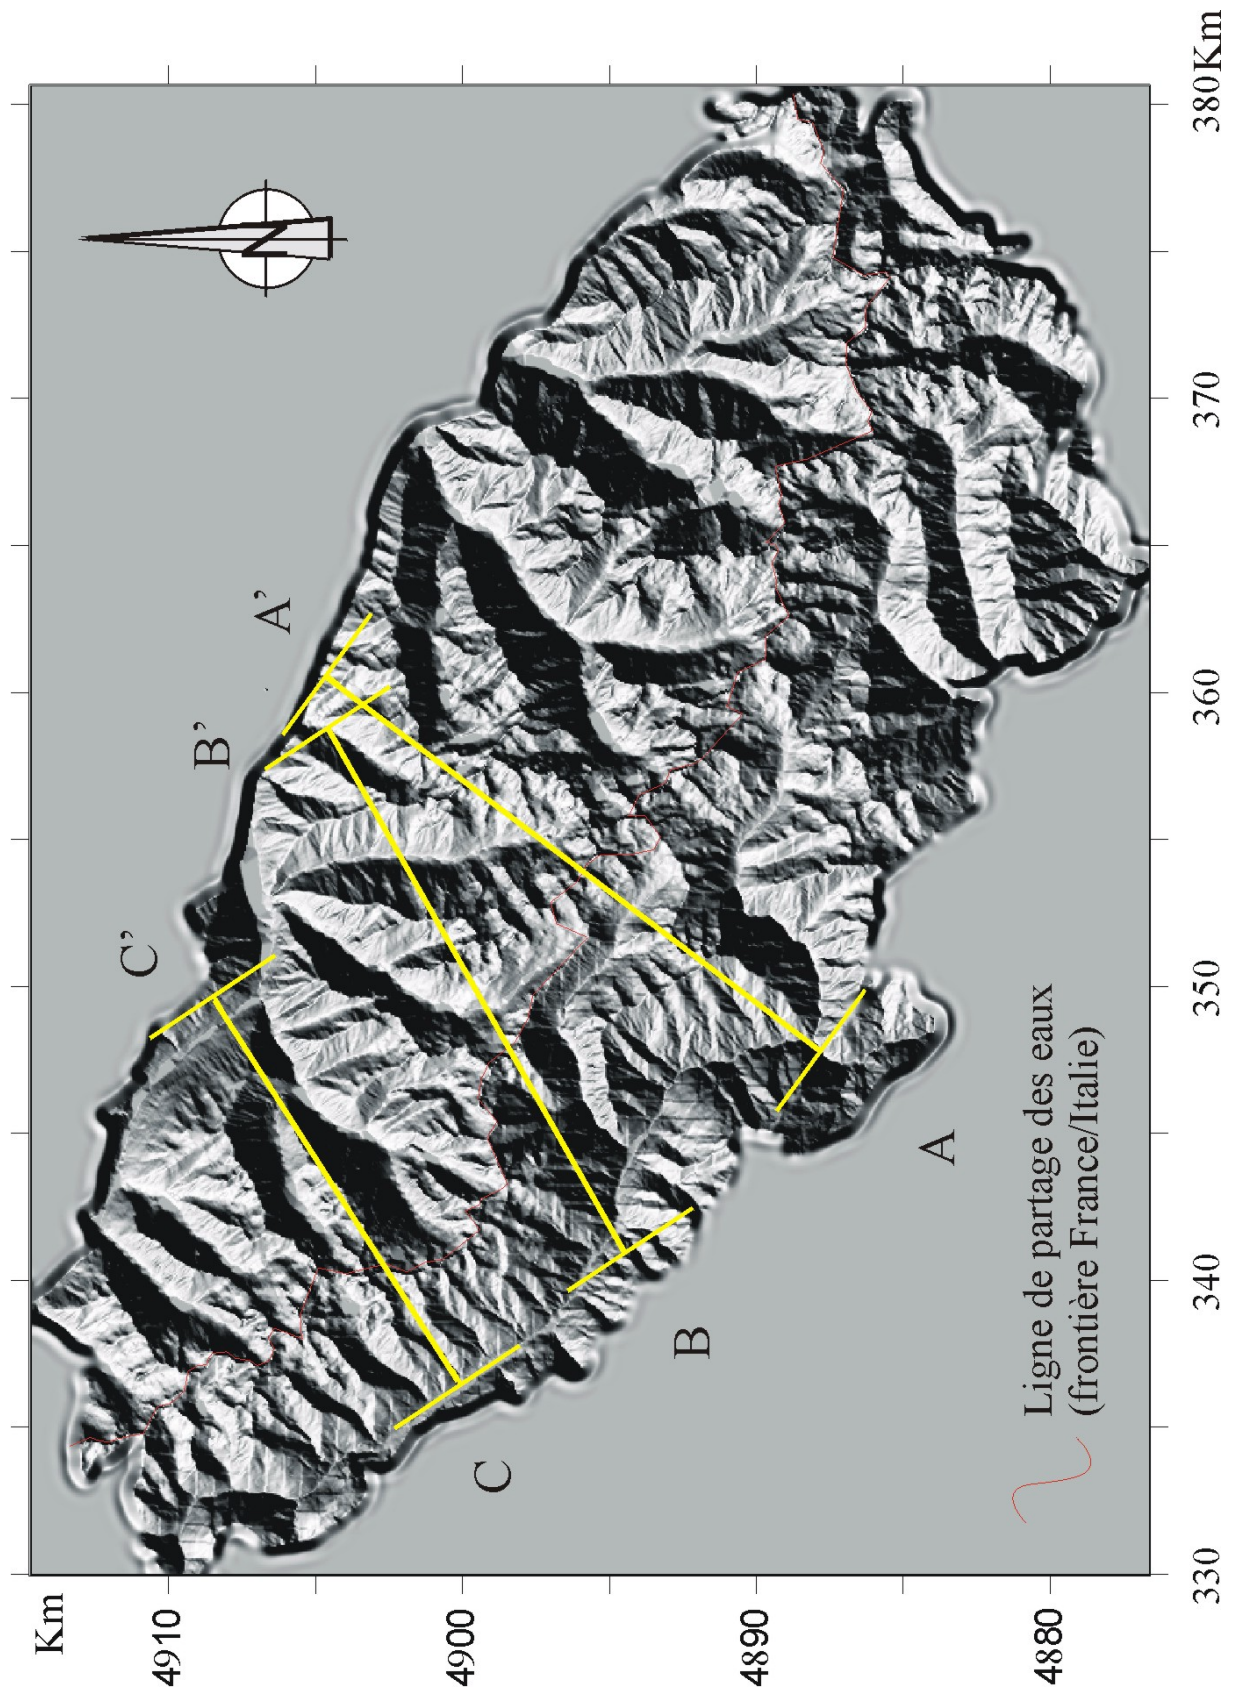 Km
4910
4900
4890
4880
330
340
350
360
370
380Km
N
C'
B'
A'
C
B
A
Ligne de partage des eaux
(frontière France/Italie)